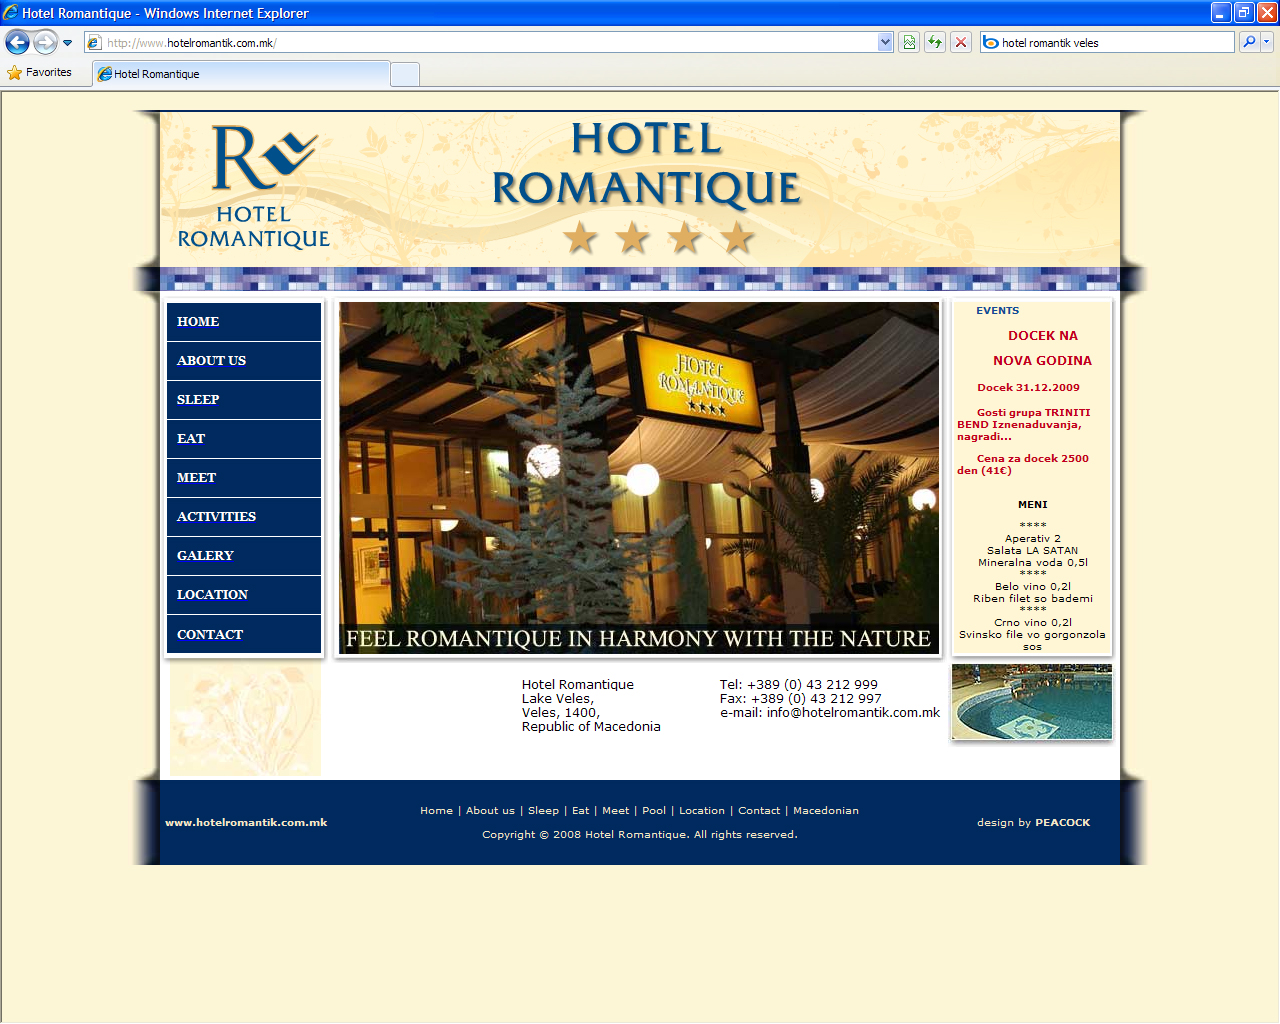 Hotel Romantique - Windows Internet Explorer
http://www.hotelromantik.com.mk/
hotel romantik veles
Favorites
Hotel Romantique
HOTEL
ROMANTIQUE
HOTEL
ROMANTIQUE
HOME
ABOUT US
SLEEP
EAT
MEET
ACTIVITIES
GALERY
LOCATION
CONTACT
HOTEL
ROMANTIQUE
FEEL ROMANTIQUE IN HARMONY WITH THE NATURE
EVENTS
DOCEK NA
NOVA GODINA
Docek 31.12.2009
Gosti grupa TRINITI
BEND Iznenaduvanja,
nagradi...
Cena za docek 2500
den (41€)
MENI
****
Aperativ 2
Salata LA SATAN
Mineralna voda 0,5l
****
Belo vino 0,2l
Riben filet so bademi
****
Crno vino 0,2l
Svinsko file vo gorgonzola
sos
Hotel Romantique
Lake Veles,
Veles, 1400,
Republic of Macedonia
Tel: +389 (0) 43 212 999
Fax: +389 (0) 43 212 997
e-mail: info@hotelromantik.com.mk
www.hotelromantik.com.mk
Home | About us | Sleep | Eat | Meet | Pool | Location | Contact | Macedonian
Copyright © 2008 Hotel Romantique. All rights reserved.
design by PEACOCK